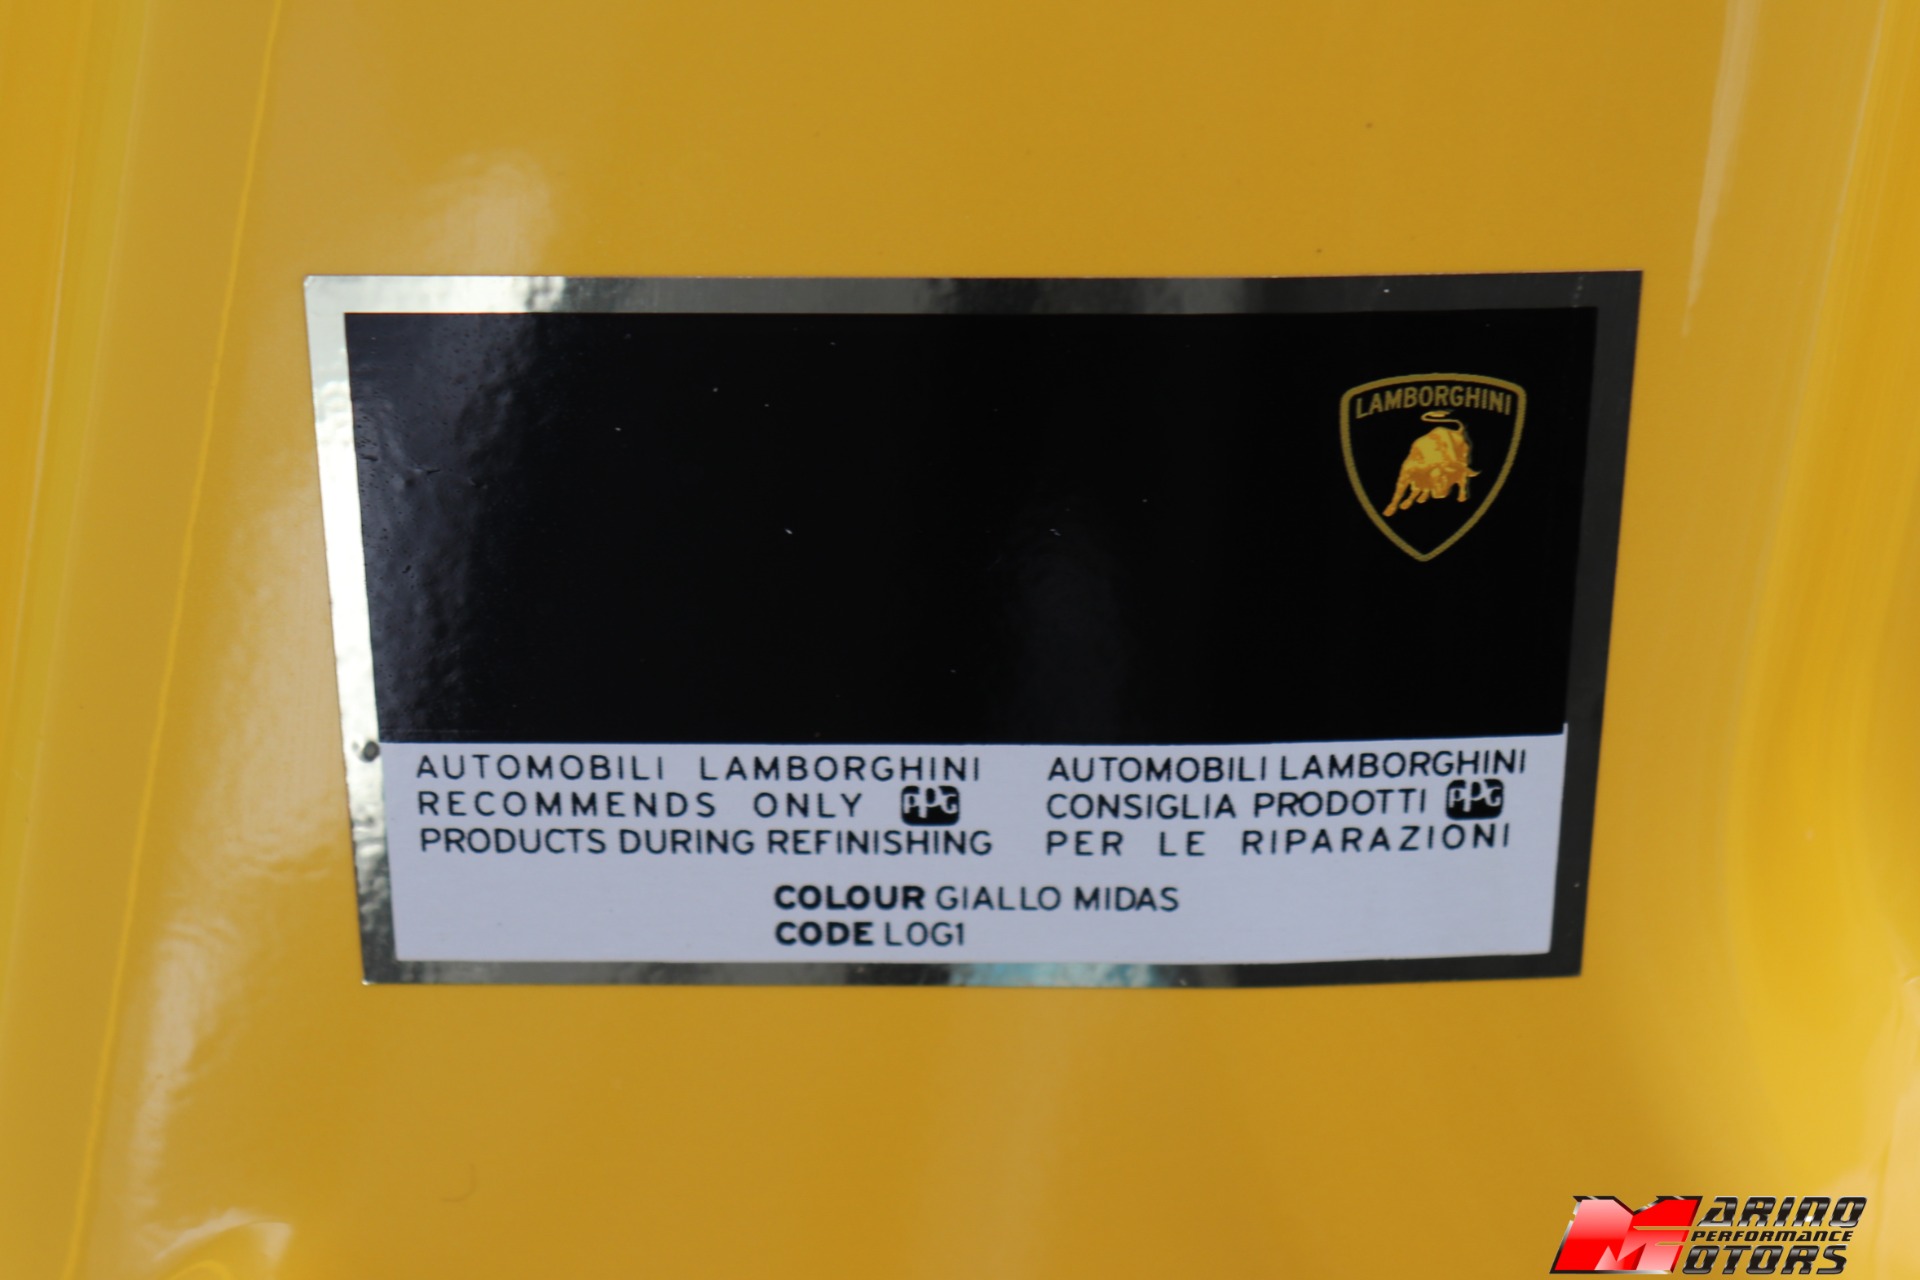 LAMBORGHINI
AUTOMOBILI LAMBORGHINI
RECOMMENDS ONLY PPG
PRODUCTS DURING REFINISHING
AUTOMOBILI LAMBORGHINI
CONSIGLIA PRODOTTI PPG
PER LE RIPARAZIONI
COLOUR GIALLO MIDAS
CODE L0G1
MARINO
PERFORMANCE
MOTORS